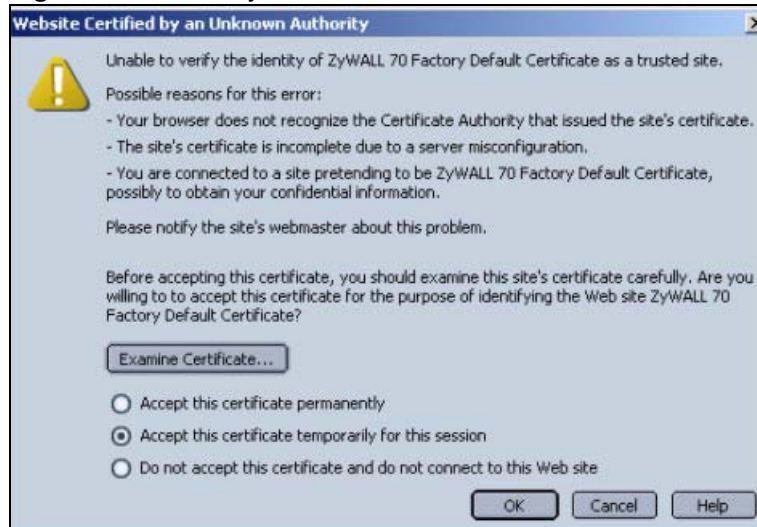 Website Certified by an Unknown Authority
Unable to verify the identity of ZyWALL 70 Factory Default Certificate as a trusted site.
Possible reasons for this error:
- Your browser does not recognize the Certificate Authority that issued the site's certificate.
- The site's certificate is incomplete due to a server misconfiguration.
- You are connected to a site pretending to be ZyWALL 70 Factory Default Certificate,
possibly to obtain your confidential information.
Please notify the site's webmaster about this problem.
Before accepting this certificate, you should examine this site's certificate carefully. Are you
willing to to accept this certificate for the purpose of identifying the Web site ZyWALL 70
Factory Default Certificate?
Examine Certificate...
Accept this certificate permanently
Accept this certificate temporarily for this session
Do not accept this certificate and do not connect to this Web site
OK Cancel Help